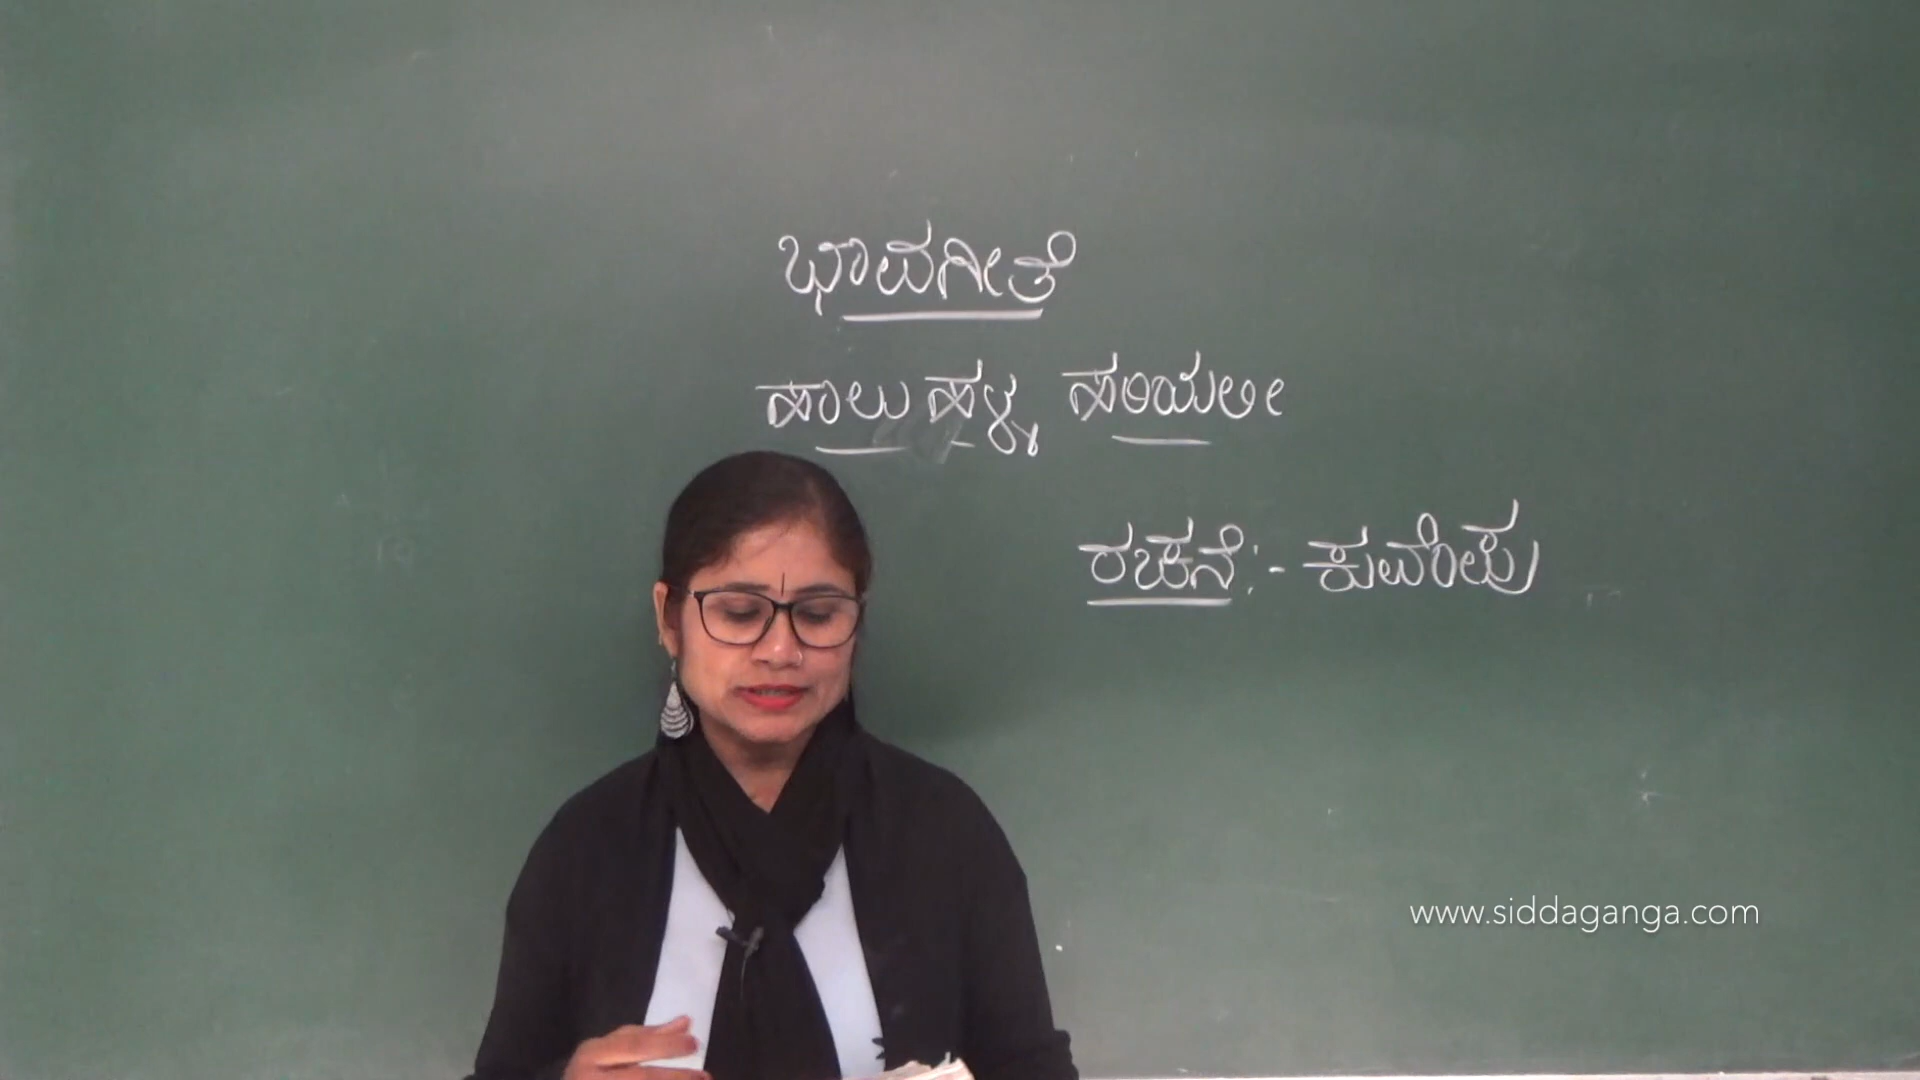 ಭಾವಗೀತೆ
ಹಾಲು ಹಳ್ಳ ಹರಿಯಲೀ
ರಚನೆ:- ಕುವೆಂಪು
www.siddaganga.com